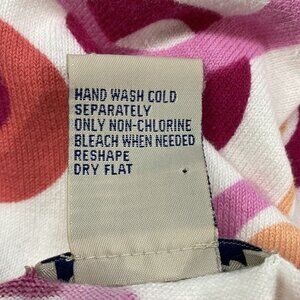 HAND WASH COLD
SEPARATELY
ONLY NON-CHLORINE
BLEACH WHEN NEEDED
RESHAPE
DRY FLAT